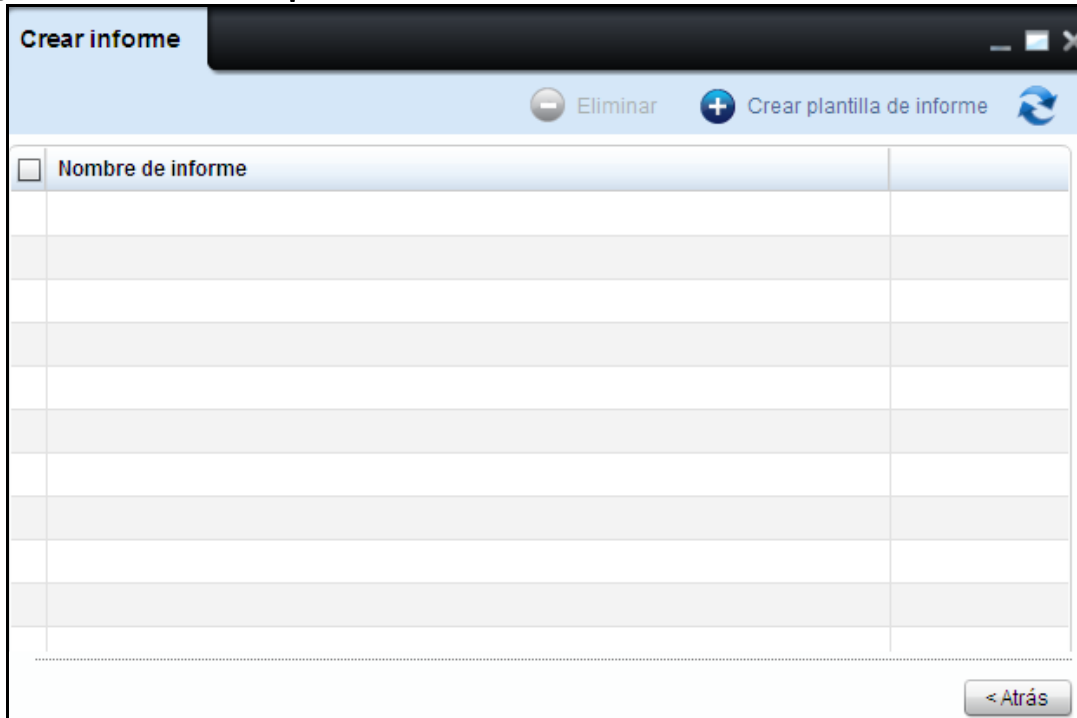 Crear informe
Eliminar
Crear plantilla de informe
Nombre de informe
< Atrás